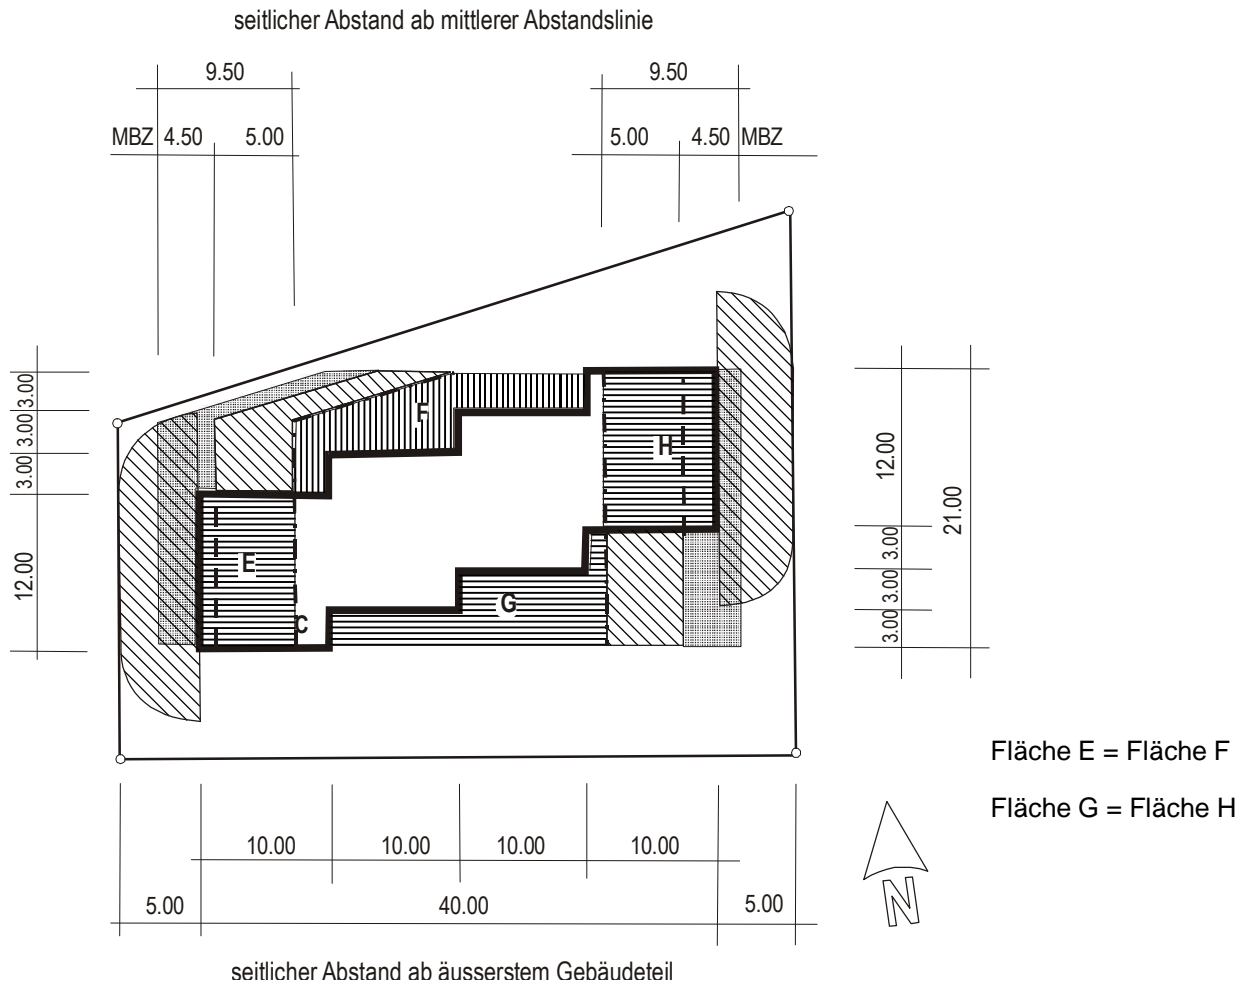 seitlicher Abstand ab mittlerer Abstandslinie
9.50 9.50
MBZ 4.50 5.00 5.00 4.50 MBZ
3.00
3.00
3.00
12.00
F
H
E
G
C
12.00
21.00
3.00
3.00
3.00
Fläche E = Fläche F
Fläche G = Fläche H
N
10.00 10.00 10.00 10.00
5.00 40.00 5.00
seitlicher Abstand ab äusserstem Gebäudeteil